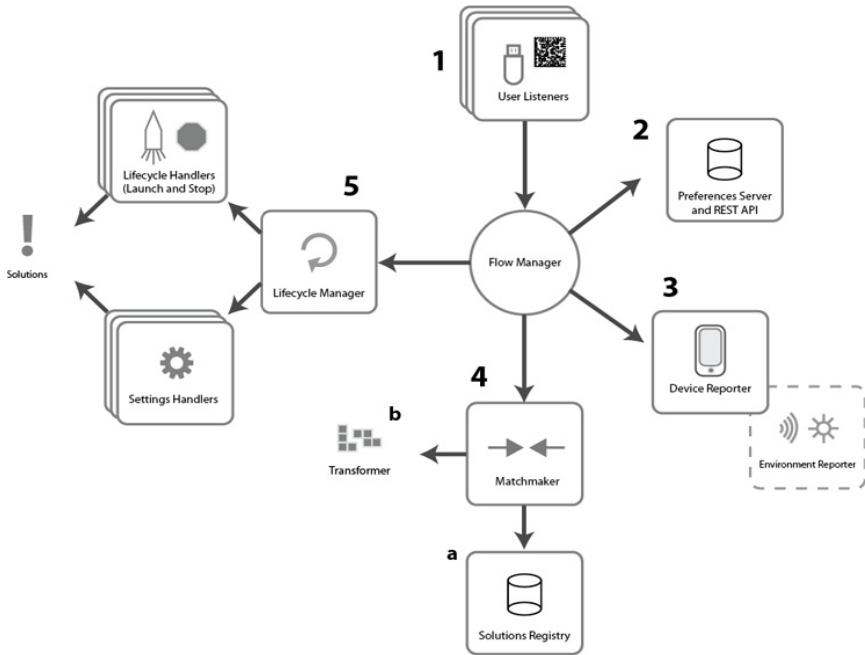 1
User Listeners
2
Preferences Server
and REST API
Lifecycle Handlers
(Launch and Stop)
5
Solutions
Lifecycle Manager
Flow Manager
3
Device Reporter
Environment Reporter
Settings Handlers
4
b
Transformer
Matchmaker
a
Solutions Registry